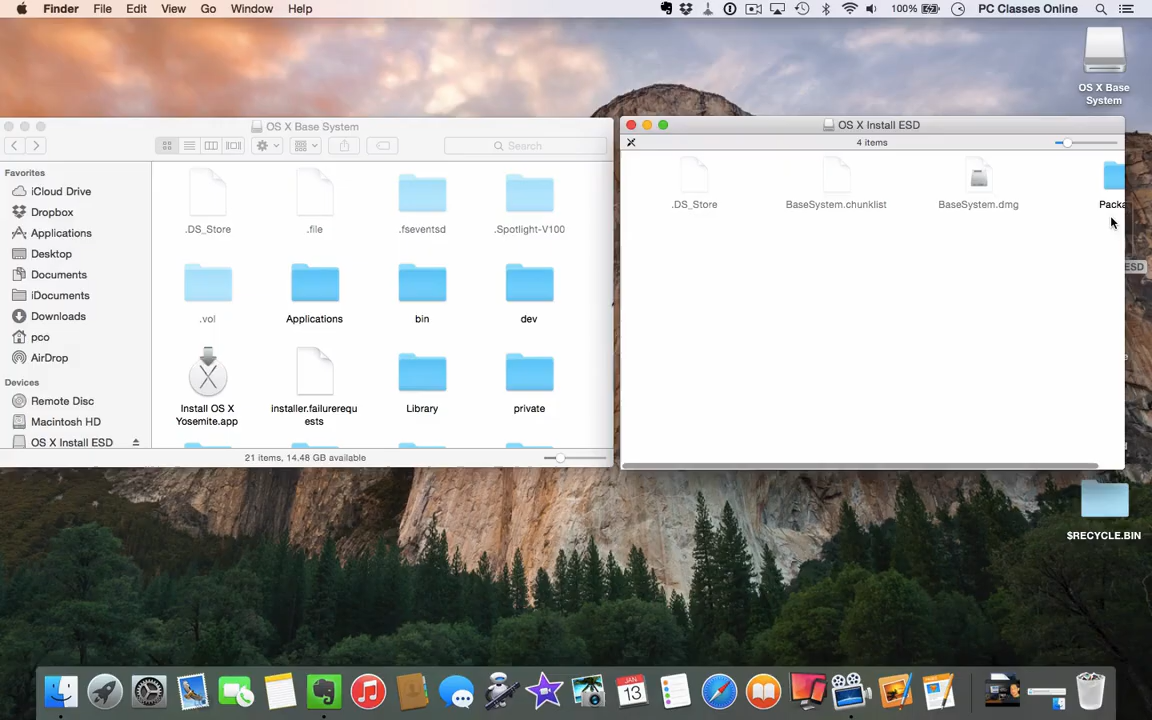 Finder File Edit View Go Window Help
100% PC Classes Online
OS X Base
System
OS X Base System
Search
Favorites
iCloud Drive
Dropbox
Applications
Desktop
Documents
iDocuments
Downloads
pco
AirDrop
Devices
Remote Disc
Macintosh HD
OS X Install ESD
.DS_Store .file .fseventsd .Spotlight-V100
.vol Applications bin dev
Install OS X
Yosemite.app
installer.failurerequ
ests
Library private
21 items, 14.48 GB available
OS X Install ESD
4 items
.DS_Store BaseSystem.chunklist BaseSystem.dmg Packa
ESD
$RECYCLE.BIN
JAN
13